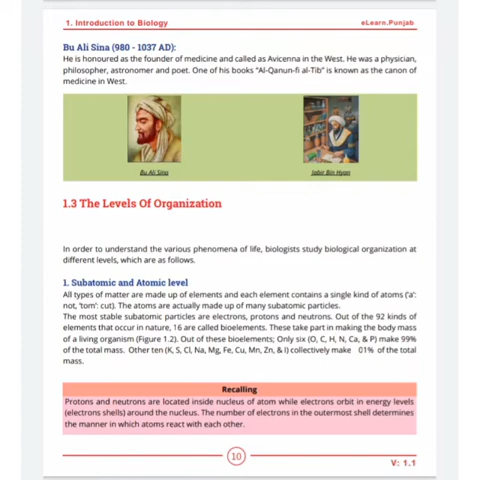 1. Introduction to Biology eLearn.Punjab
Bu Ali Sina (980 - 1037 AD):
He is honoured as the founder of medicine and called as Avicenna in the West. He was a physician,
philosopher, astronomer and poet. One of his books “Al-Qanun-fi al-Tib” is known as the canon of
medicine in West.
Bu Ali Sina Jabir Bin Hyan
1.3 The Levels Of Organization
In order to understand the various phenomena of life, biologists study biological organization at
different levels, which are as follows.
1. Subatomic and Atomic level
All types of matter are made up of elements and each element contains a single kind of atoms (‘a’:
not, ‘tom’: cut). The atoms are actually made up of many subatomic particles.
The most stable subatomic particles are electrons, protons and neutrons. Out of the 92 kinds of
elements that occur in nature, 16 are called bioelements. These take part in making the body mass
of a living organism (Figure 1.2). Out of these bioelements; Only six (O, C, H, N, Ca, & P) make 99%
of the total mass. Other ten (K, S, Cl, Na, Mg, Fe, Cu, Mn, Zn, & I) collectively make 01% of the total
mass.
Recalling
Protons and neutrons are located inside nucleus of atom while electrons orbit in energy levels
(electrons shells) around the nucleus. The number of electrons in the outermost shell determines
the manner in which atoms react with each other.
10
V: 1.1